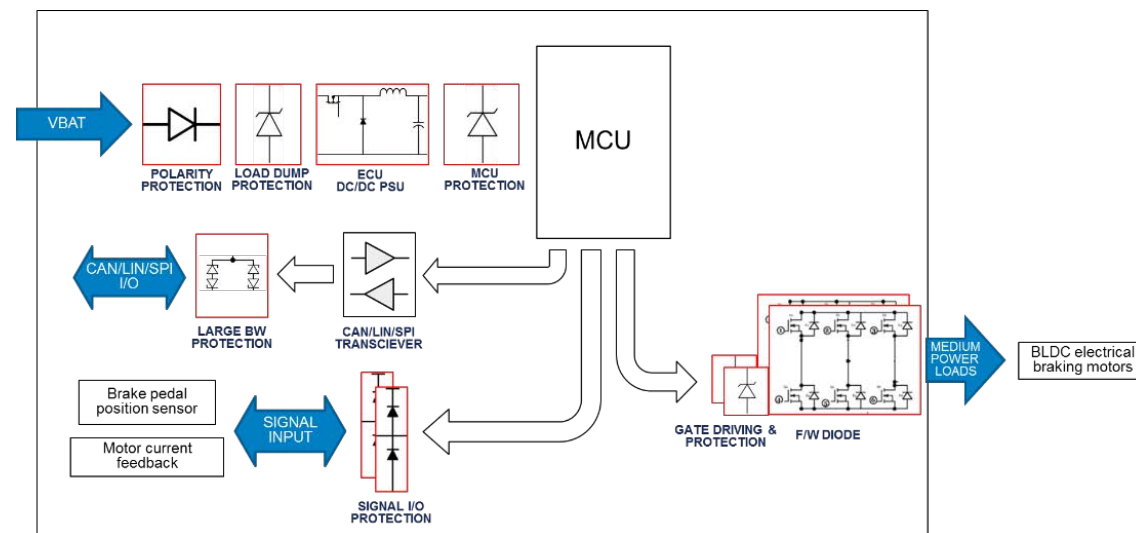 MCU
VBAT
POLARITY
PROTECTION
LOAD DUMP
PROTECTION
ECU
DC/DC PSU
MCU
PROTECTION
CAN/LIN/SPI
I/O
LARGE BW
PROTECTION
CAN/LIN/SPI
TRANSCIEVER
Brake pedal
position sensor
Motor current
feedback
SIGNAL
INPUT
SIGNAL I/O
PROTECTION
GATE DRIVING &
PROTECTION
F/W DIODE
MEDIUM
POWER
LOADS
BLDC electrical
braking motors